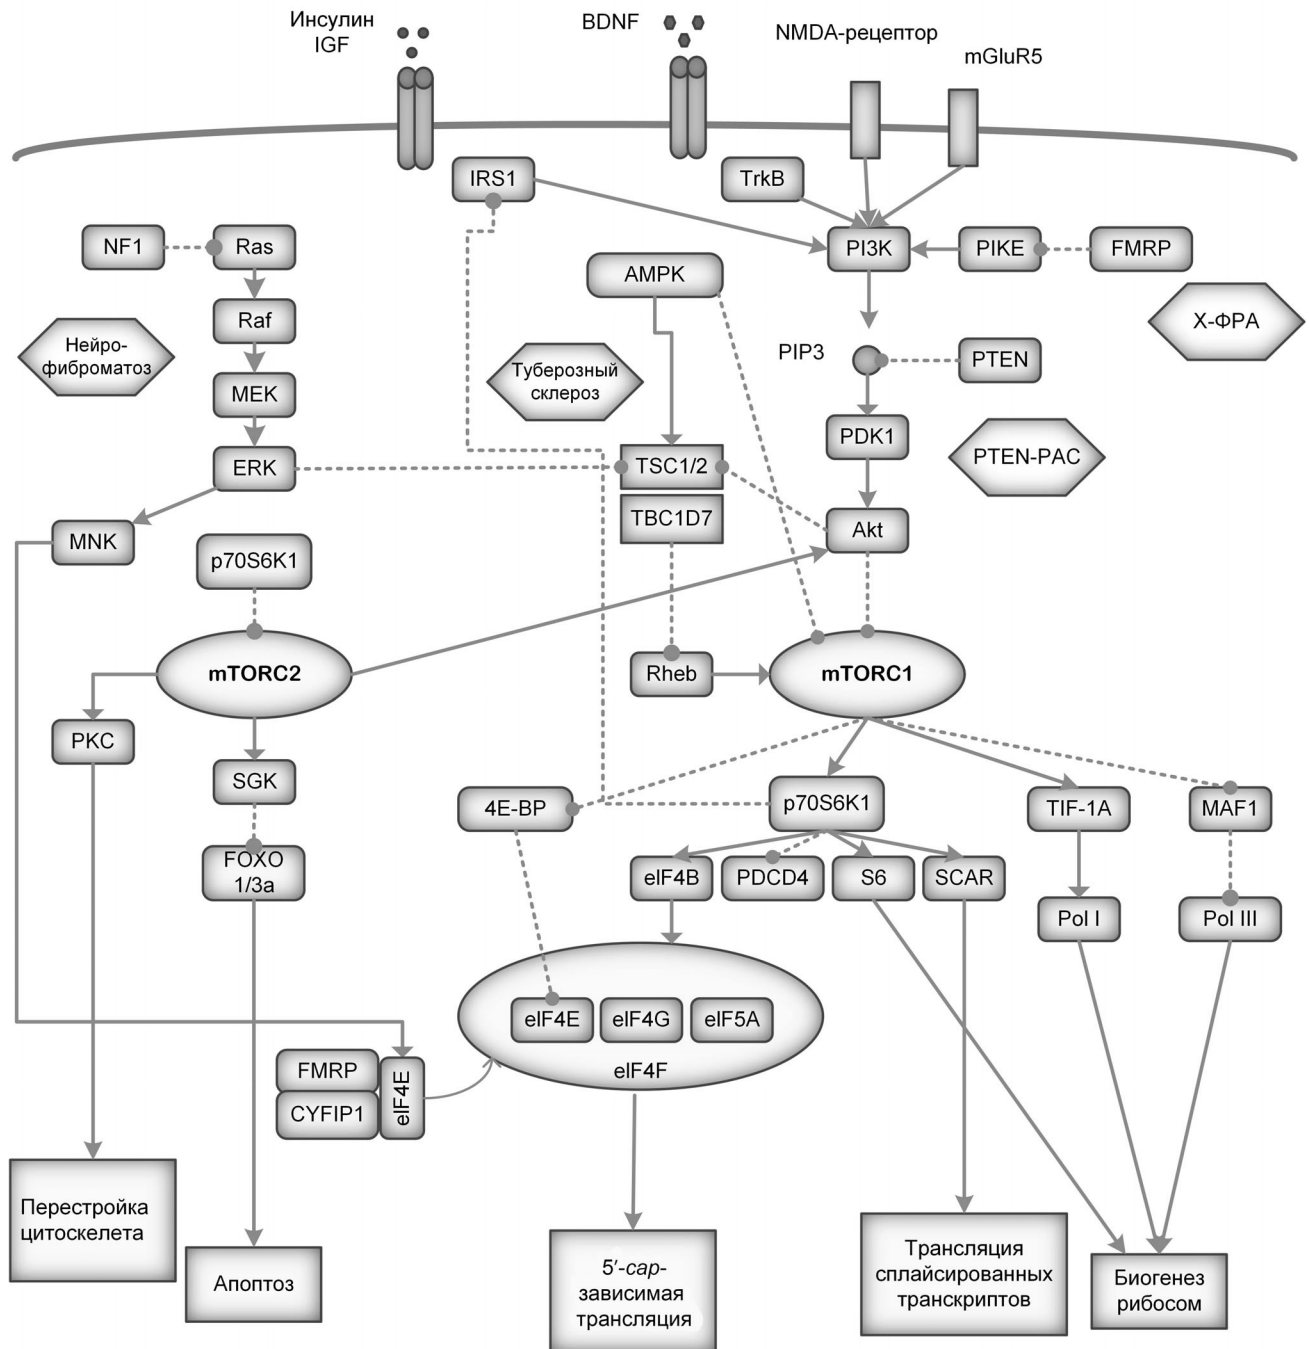 Инсулин
IGF
BDNF
NMDA-рецептор
mGluR5
IRS1
TrkB
NF1
Ras
PI3K
PIKE
FMRP
AMPK
Raf
Х-ФРА
Нейро-
фиброматоз
PIP3
PTEN
Туберозный
склероз
MEK
PDK1
PTEN-РАС
ERK
TSC1/2
TBC1D7
Akt
MNK
p70S6K1
mTORC2
Rheb
mTORC1
PKC
SGK
4E-BP
p70S6K1
TIF-1A
MAF1
FOXO
1/3a
eIF4B
PDCD4
S6
SCAR
Pol I
Pol III
eIF4E
eIF4G
eIF5A
eIF4F
FMRP
CYFIP1
eIF4E
Перестройка
цитоскелета
Апоптоз
5′-cap-
зависимая
трансляция
Трансляция
сплайсированных
транскриптов
Биогенез
рибосом